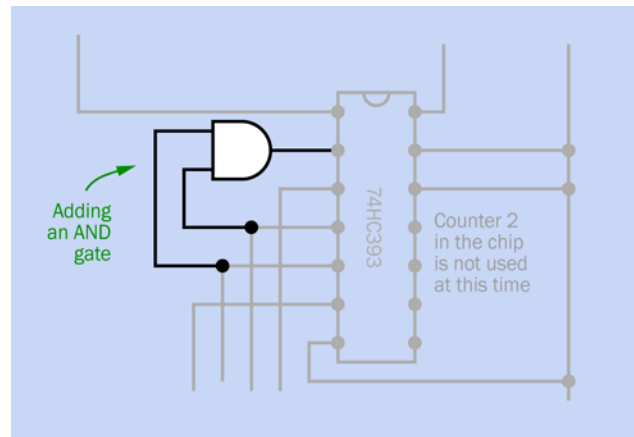 Adding
an AND
gate
74HC393
Counter 2
in the chip
is not used
at this time